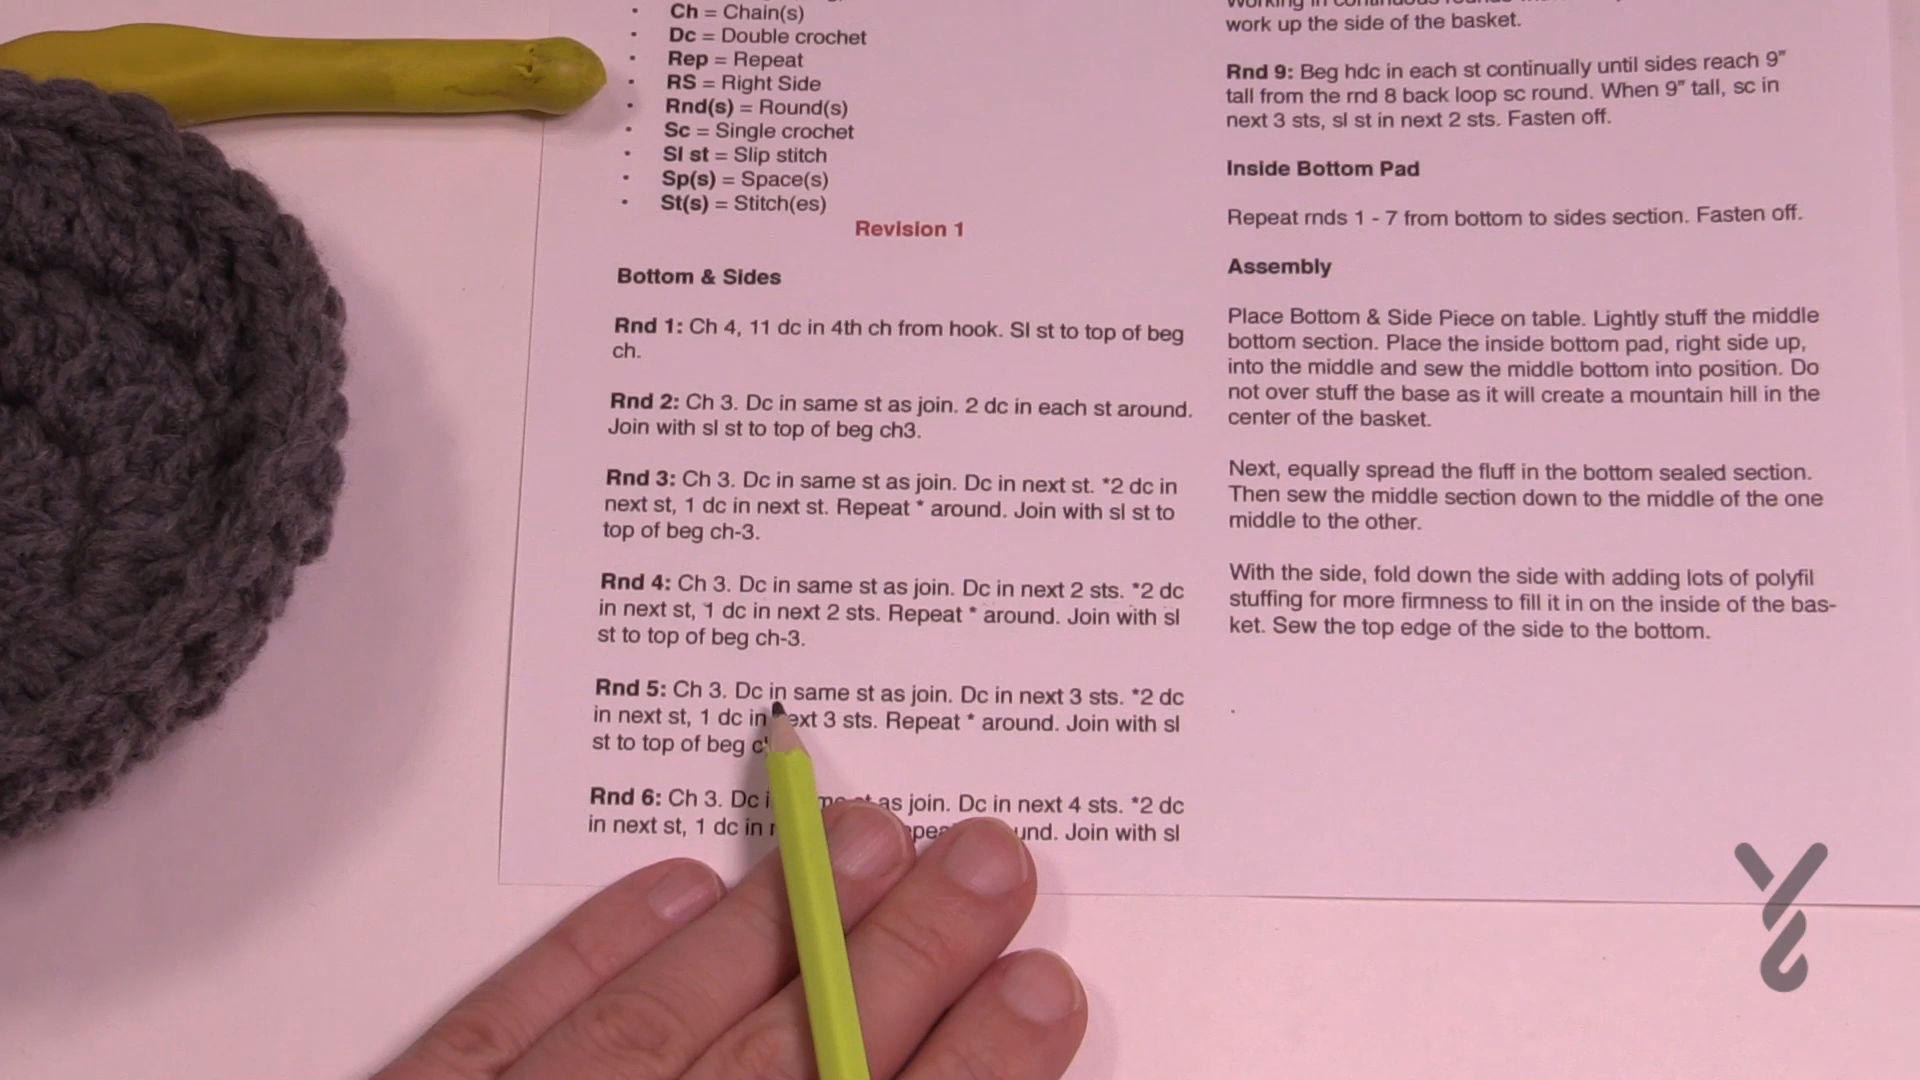 Ch = Chain(s)
Dc = Double crochet
Rep = Repeat
RS = Right Side
Rnd(s) = Round(s)
Sc = Single crochet
Sl st = Slip stitch
Sp(s) = Space(s)
St(s) = Stitch(es)
Revision 1
Bottom & Sides
Rnd 1: Ch 4, 11 dc in 4th ch from hook. Sl st to top of beg
ch.
Rnd 2: Ch 3. Dc in same st as join. 2 dc in each st around.
Join with sl st to top of beg ch3.
Rnd 3: Ch 3. Dc in same st as join. Dc in next st. *2 dc in
next st, 1 dc in next st. Repeat * around. Join with sl st to
top of beg ch-3.
Rnd 4: Ch 3. Dc in same st as join. Dc in next 2 sts. *2 dc
in next st, 1 dc in next 2 sts. Repeat * around. Join with sl
st to top of beg ch-3.
Rnd 5: Ch 3. Dc in same st as join. Dc in next 3 sts. *2 dc
in next st, 1 dc in next 3 sts. Repeat * around. Join with sl
st to top of beg
Rnd 6: Ch 3. Dc as join. Dc in next 4 sts. *2 dc
in next st, 1 dc in Join with sl
work up the side of the basket.
Rnd 9: Beg hdc in each st continually until sides reach 9"
tall from the rnd 8 back loop sc round. When 9" tall, sc in
next 3 sts, sl st in next 2 sts. Fasten off.
Inside Bottom Pad
Repeat rnds 1 - 7 from bottom to sides section. Fasten off.
Assembly
Place Bottom & Side Piece on table. Lightly stuff the middle
bottom section. Place the inside bottom pad, right side up,
into the middle and sew the middle bottom into position. Do
not over stuff the base as it will create a mountain hill in the
center of the basket.
Next, equally spread the fluff in the bottom sealed section.
Then sew the middle section down to the middle of the one
middle to the other.
With the side, fold down the side with adding lots of polyfil
stuffing for more firmness to fill it in on the inside of the bas-
ket. Sew the top edge of the side to the bottom.